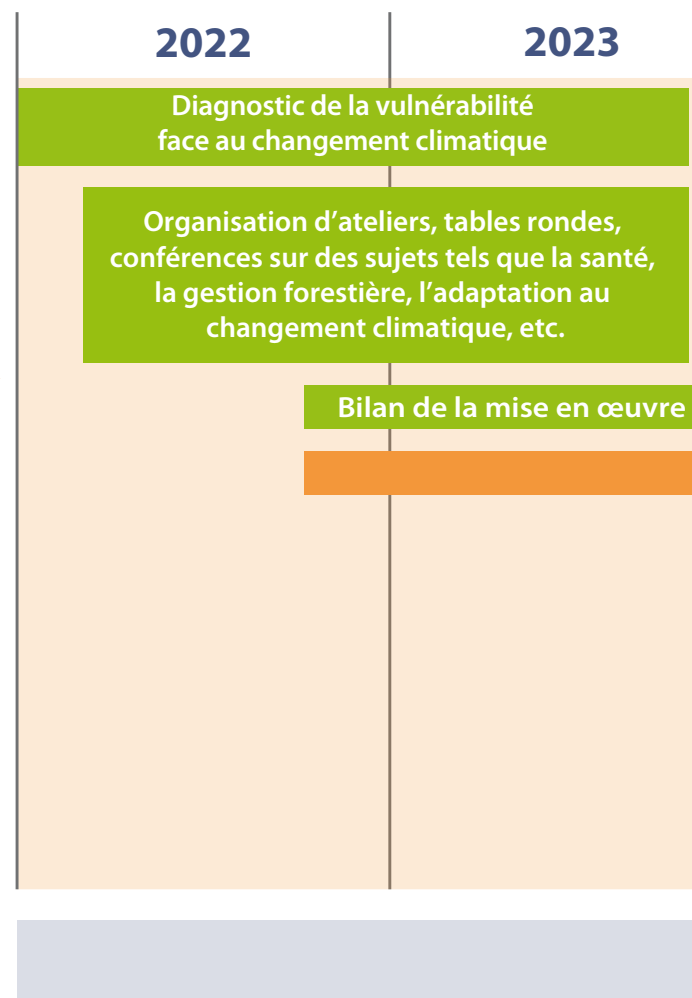 2022
2023
Diagnostic de la vulnérabilité
face au changement climatique
Organisation d’ateliers, tables rondes,
conférences sur des sujets tels que la santé,
la gestion forestière, l’adaptation au
changement climatique, etc.
Bilan de la mise en œuvre